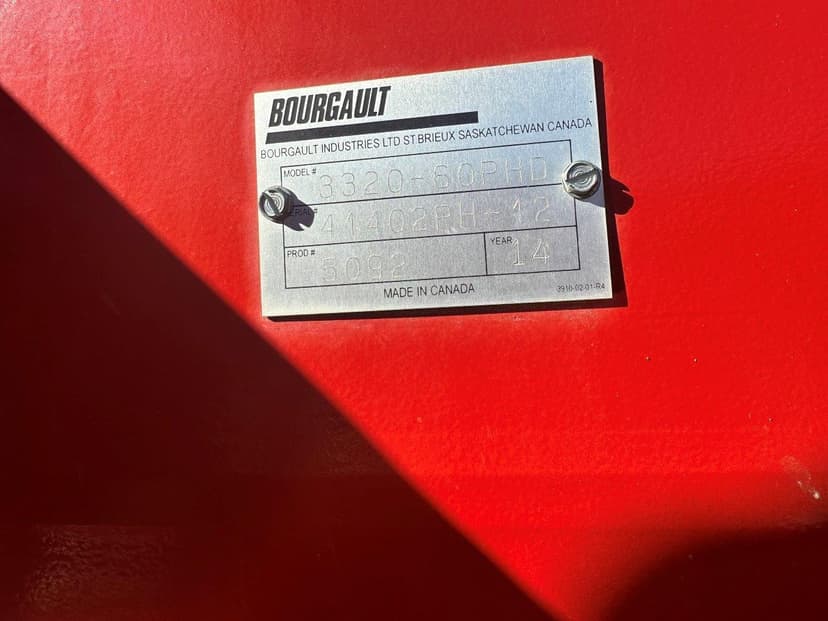 BOURGAULT
BOURGAULT INDUSTRIES LTD ST BRIEUX SASKATCHEWAN CANADA
MODEL # 3320-60PHD
SERIAL # 41402PH-12
PROD # 5092 YEAR 14
MADE IN CANADA 3910-02-01-R4